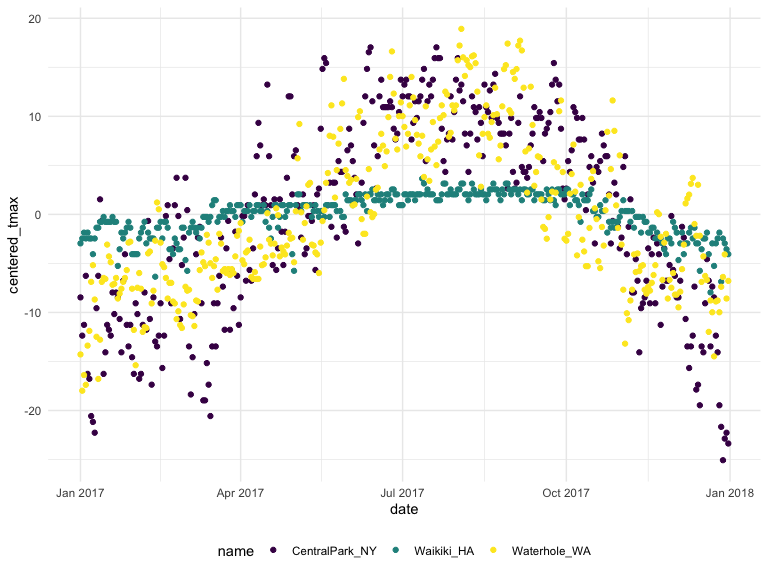 20
10
0
-10
-20
centered_tmax
Jan 2017 Apr 2017 Jul 2017 Oct 2017 Jan 2018
date
name CentralPark_NY Waikiki_HA Waterhole_WA